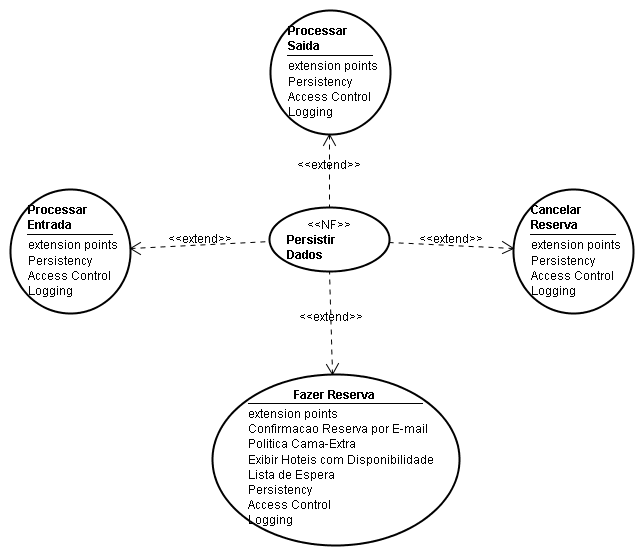 Processar
Saida
extension points
Persistency
Access Control
Logging
<<extend>>
Processar
Entrada
extension points
Persistency
Access Control
Logging
<<extend>>
<<NF>>
Persistir
Dados
<<extend>>
Cancelar
Reserva
extension points
Persistency
Access Control
Logging
<<extend>>
Fazer Reserva
extension points
Confirmacao Reserva por E-mail
Politica Cama-Extra
Exibir Hoteis com Disponibilidade
Lista de Espera
Persistency
Access Control
Logging